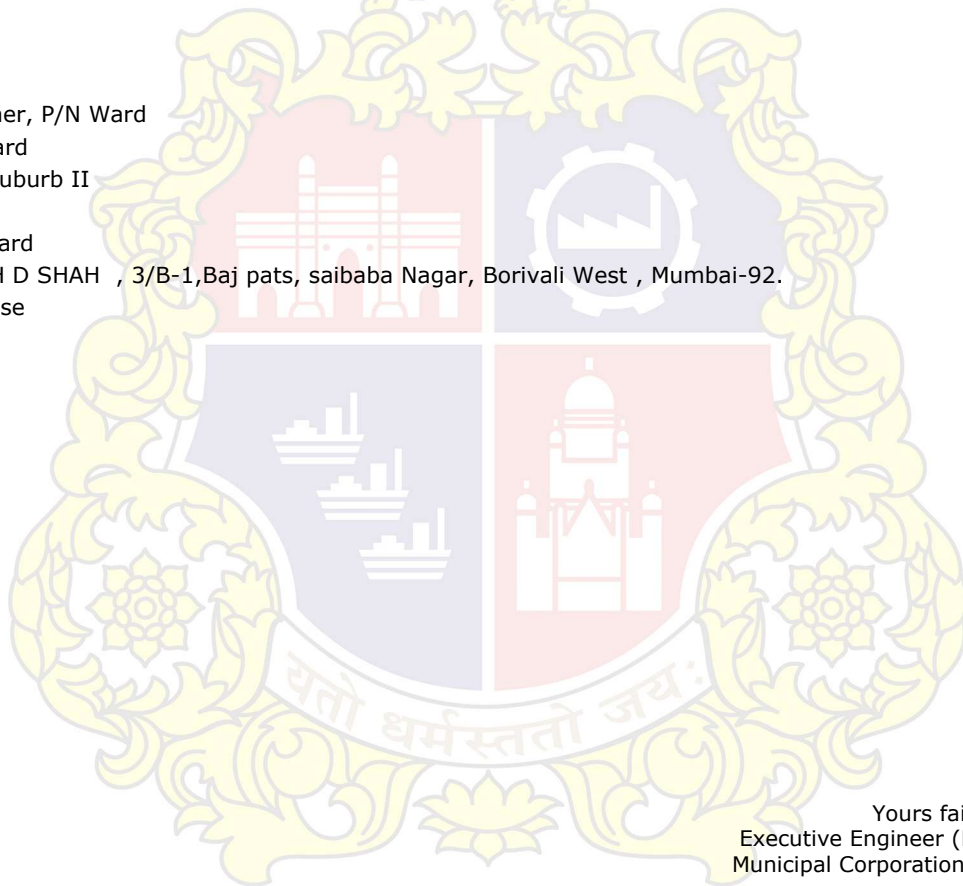 er, P/N Ward
ard
uburb II
ard
H D SHAH , 3/B-1,Baj pats, saibaba Nagar, Borivali West , Mumbai-92.
se
यतो धर्मस्ततो जय:
Yours fai
Executive Engineer (
Municipal Corporation